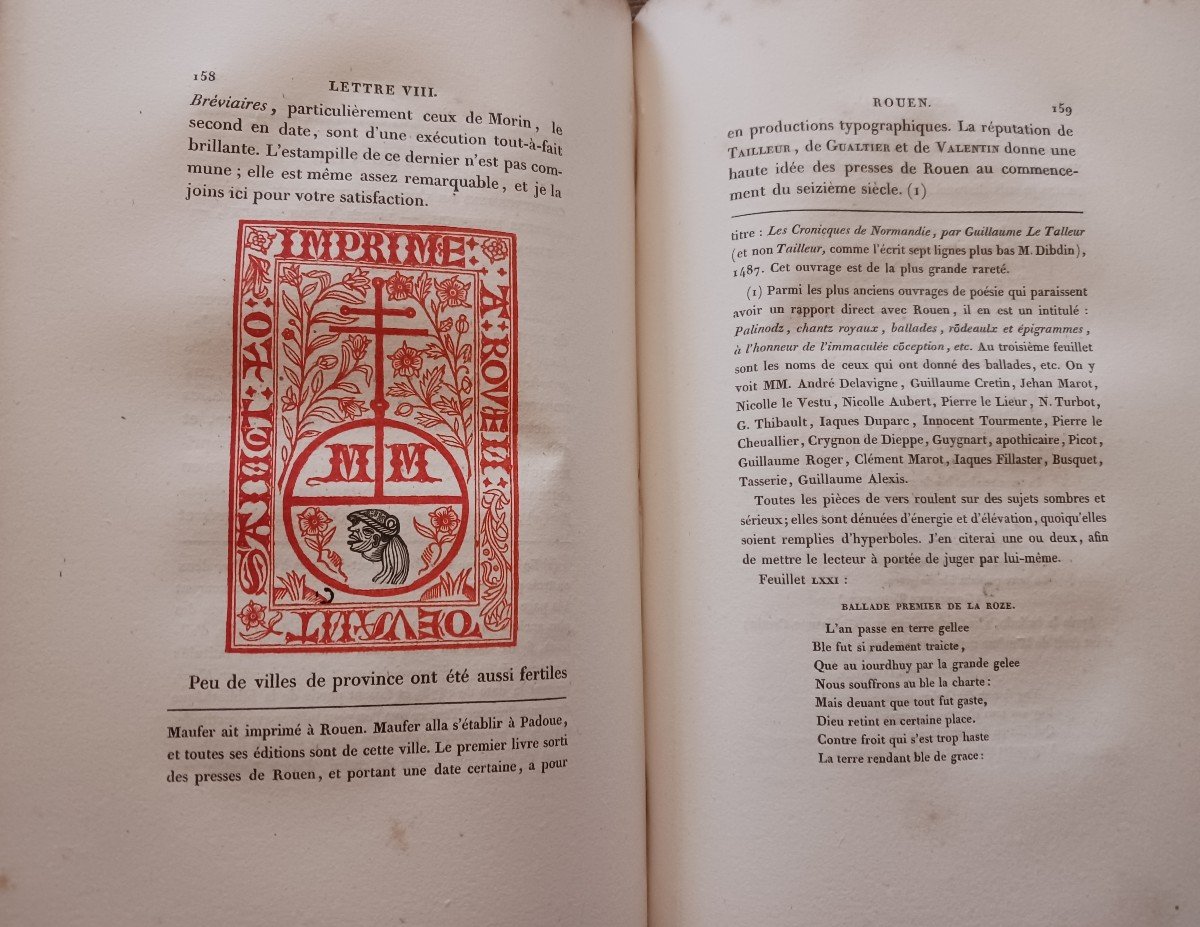 158
LETTRE VIII.
Bréviaires, particulièrement ceux de Morin, le
second en date, sont d'une exécution tout-à-fait
brillante. L'estampille de ce dernier n'est pas com-
mune; elle est même assez remarquable, et je la
joins ici pour votre satisfaction.
IMPRIME: A: ROUEN:
DEVANT
SAINT: LO:
M M
Peu de villes de province ont été aussi fertiles
Maufer ait imprimé à Rouen. Maufer alla s'établir à Padoue,
et toutes ses éditions sont de cette ville. Le premier livre sorti
des presses de Rouen, et portant une date certaine, a pour
ROUEN.
159
en productions typographiques. La réputation de
TAILLEUR, de GUALTIER et de VALENTIN donne une
haute idée des presses de Rouen au commence-
ment du seizième siècle. (1)
titre : Les Cronicques de Normandie, par Guillaume Le Talleur
(et non Tailleur, comme l'écrit sept lignes plus bas M. Dibdin),
1487. Cet ouvrage est de la plus grande rareté.
(1) Parmi les plus anciens ouvrages de poésie qui paraissent
avoir un rapport direct avec Rouen, il en est un intitulé :
Palinodz, chantz royaux, ballades, rōdeaulx et épigrammes,
à l'honneur de l'immaculée cōception, etc. Au troisième feuillet
sont les noms de ceux qui ont donné des ballades, etc. On y
voit MM. André Delavigne, Guillaume Cretin, Jehan Marot,
Nicolle le Vestu, Nicolle Aubert, Pierre le Lieur, N. Turbot,
G. Thibault, Iaques Duparc, Innocent Tourmente, Pierre le
Cheuallier, Crygnon de Dieppe, Guygnart, apothicaire, Picot,
Guillaume Roger, Clément Marot, Iaques Fillaster, Busquet,
Tasserie, Guillaume Alexis.
Toutes les pièces de vers roulent sur des sujets sombres et
sérieux; elles sont dénuées d'énergie et d'élévation, quoiqu'elles
soient remplies d'hyperboles. J'en citerai une ou deux, afin
de mettre le lecteur à portée de juger par lui-même.
Feuillet LXXI :
BALLADE PREMIER DE LA ROZE.
L'an passe en terre gellee
Ble fut si rudement traicte,
Que au iourdhuy par la grande gelee
Nous souffrons au ble la charte:
Mais deuant que tout fut gaste,
Dieu retint en certaine place.
Contre froit qui s'est trop haste
La terre rendant ble de grace: